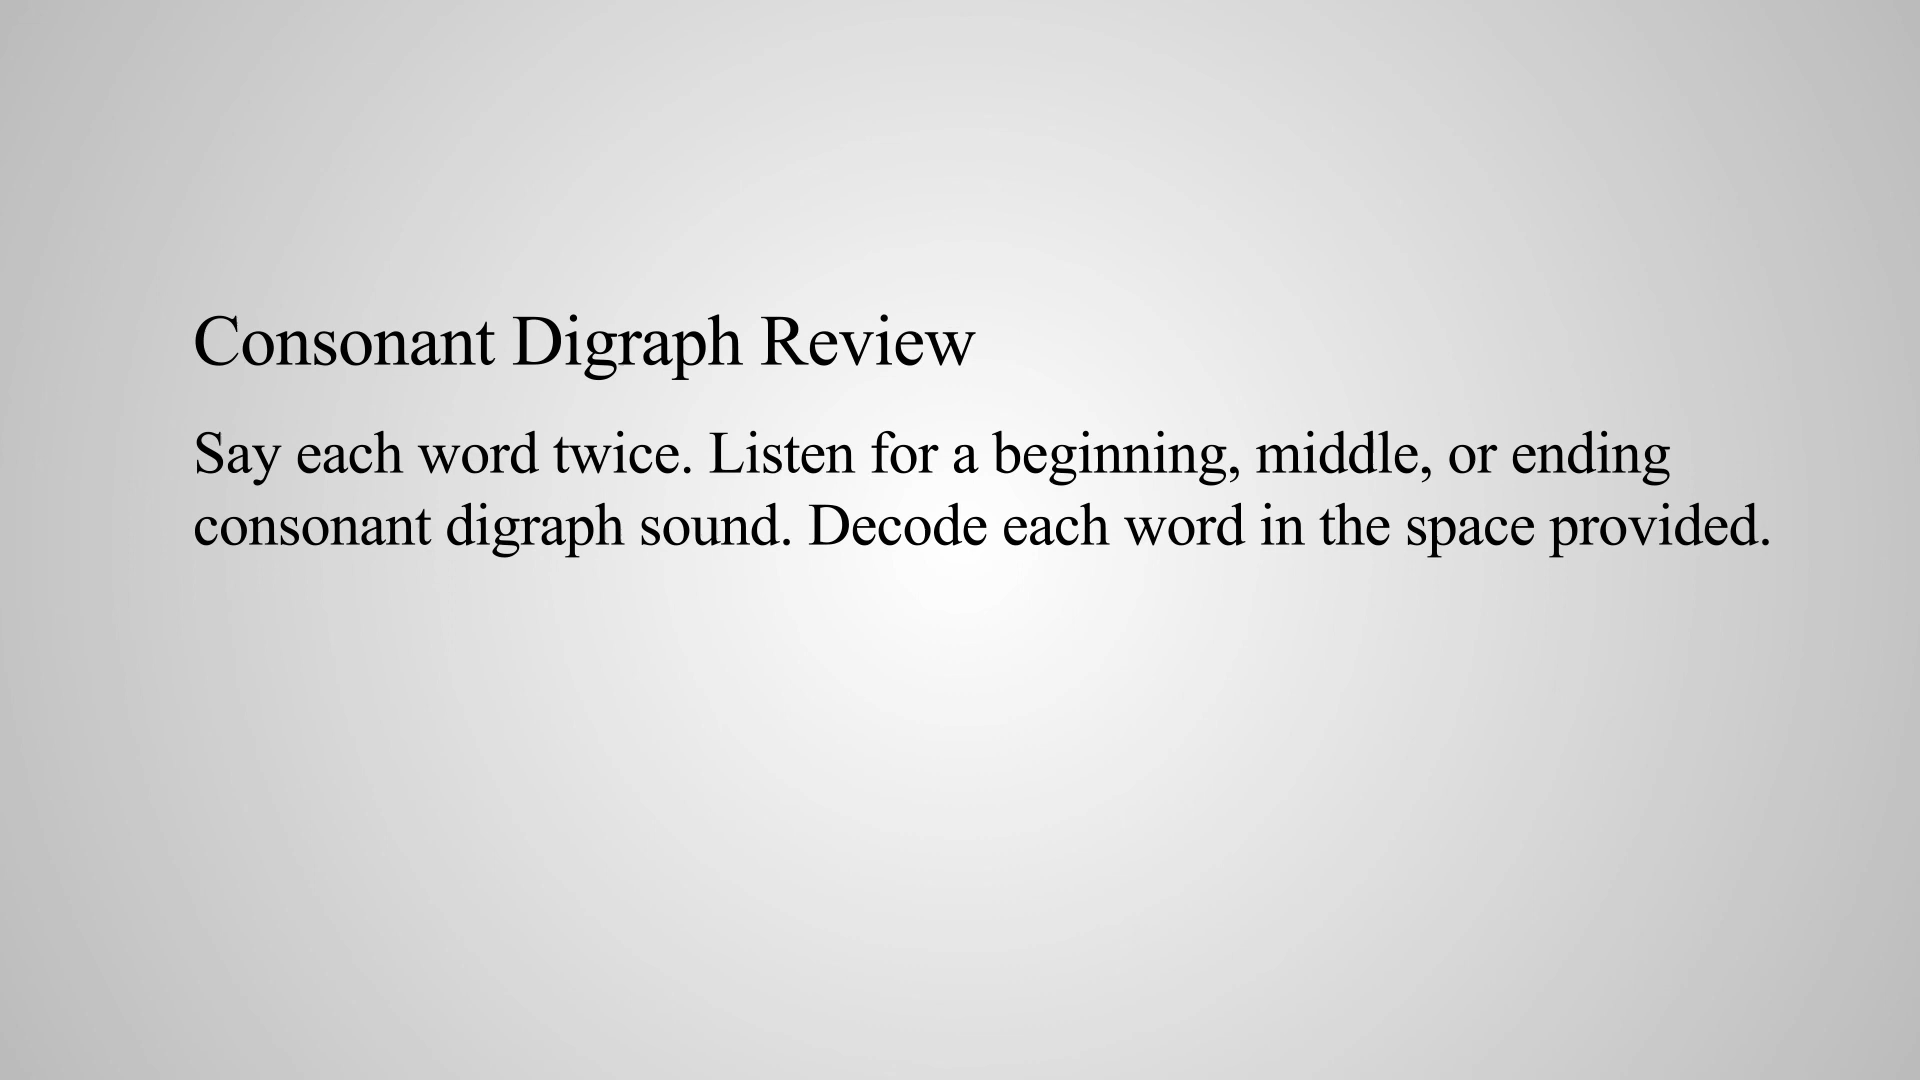 Consonant Digraph Review
Say each word twice. Listen for a beginning, middle, or ending
consonant digraph sound. Decode each word in the space provided.